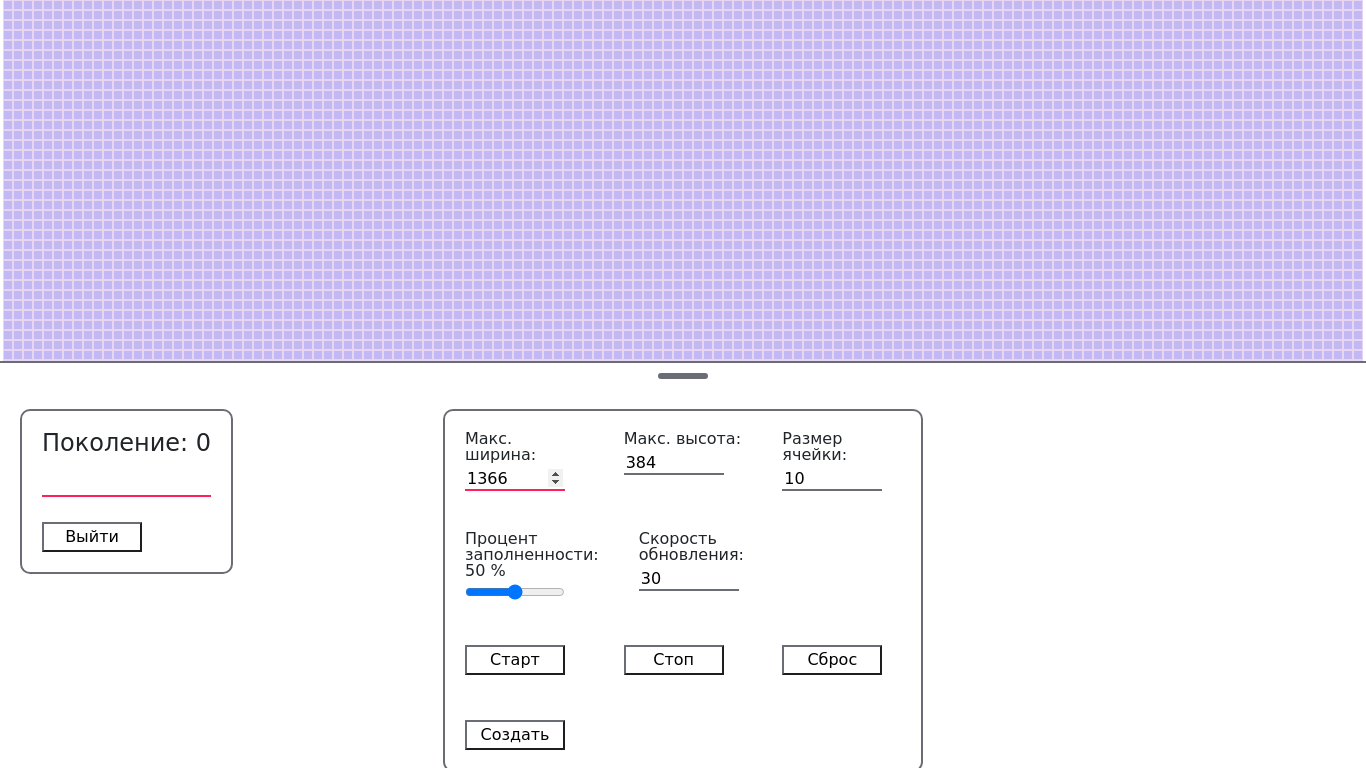 Поколение: 0
Выйти
Макс.
ширина:
1366
Макс. высота:
384
Размер
ячейки:
10
Процент
заполненности:
50 %
Скорость
обновления:
30
Старт
Стоп
Сброс
Создать